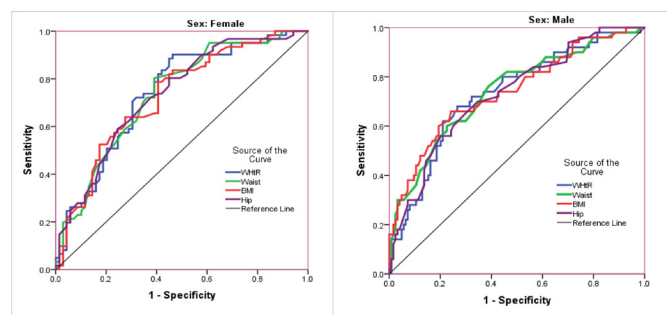 Sex: Female
1.0
0.8
0.6
0.4
0.2
0.0
Sensitivity
0.0 0.2 0.4 0.6 0.8 1.0
1 - Specificity
Source of the
Curve
WHtR
Waist
BMI
Hip
Reference Line
Sex: Male
1.0
0.8
0.6
0.4
0.2
0.0
Sensitivity
0.0 0.2 0.4 0.6 0.8 1.0
1 - Specificity
Source of the
Curve
WHtR
Waist
BMI
Hip
Reference Line